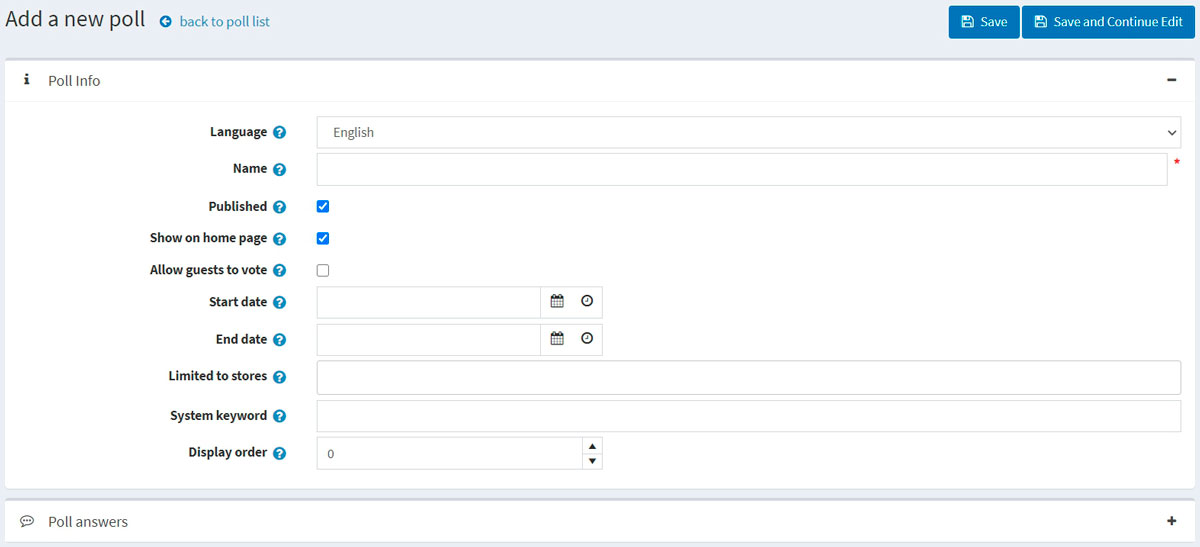 Add a new poll back to poll list Save Save and Continue Edit
Poll Info
Language English
Name *
Published
Show on home page
Allow guests to vote
Start date
End date
Limited to stores
System keyword
Display order 0
Poll answers